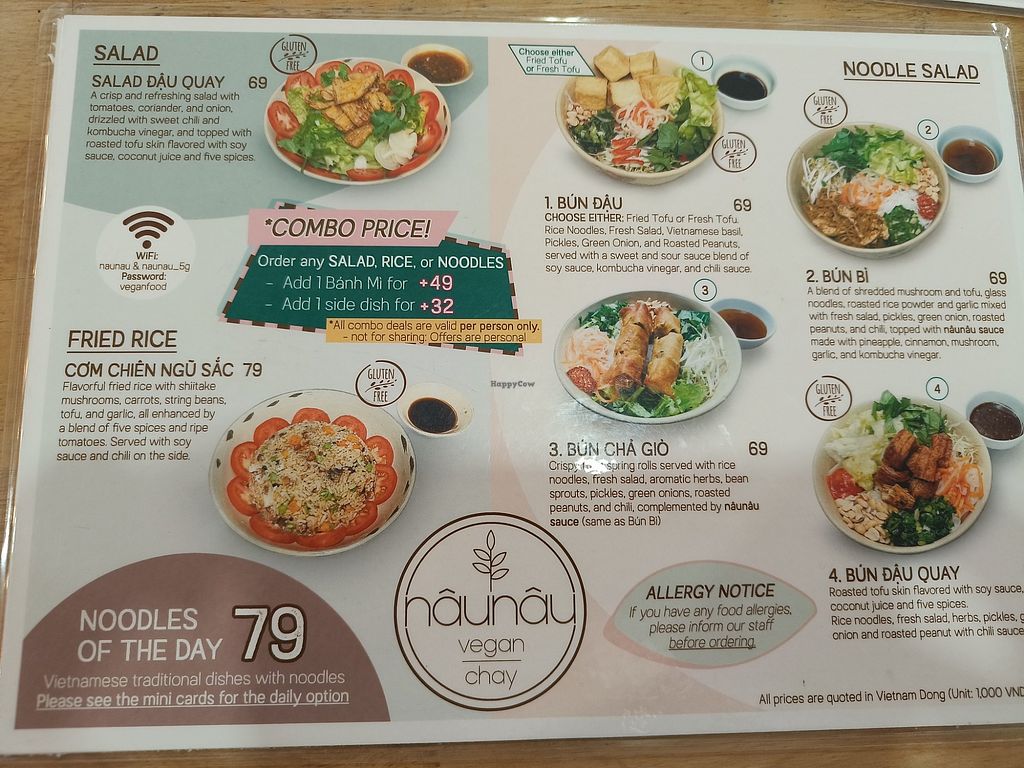 SALAD
GLUTEN
FREE
SALAD ĐẬU QUAY 69
A crisp and refreshing salad with
tomatoes, coriander, and onion,
drizzled with sweet chili and
kombucha vinegar, and topped with
roasted tofu skin flavored with soy
sauce, coconut juice and five spices.
WiFi:
naunau & naunau_5g
Password:
veganfood
*COMBO PRICE!
Order any SALAD, RICE, or NOODLES
- Add 1 Bánh Mì for +49
- Add 1 side dish for +32
*All combo deals are valid per person only.
- not for sharing: Offers are personal
FRIED RICE
CƠM CHIÊN NGŨ SẮC 79
Flavorful fried rice with shiitake
mushrooms, carrots, string beans,
tofu, and garlic, all enhanced by
a blend of five spices and ripe
tomatoes. Served with soy
sauce and chili on the side.
GLUTEN
FREE
NOODLES
OF THE DAY 79
Vietnamese traditional dishes with noodles
Please see the mini cards for the daily option
nâunâu
vegan
chay
HappyCow
Choose either
Fried Tofu
or Fresh Tofu
1
GLUTEN
FREE
NOODLE SALAD
1. BÚN ĐẬU 69
CHOOSE EITHER: Fried Tofu or Fresh Tofu.
Rice Noodles, Fresh Salad, Vietnamese basil,
Pickles, Green Onion, and Roasted Peanuts,
served with a sweet and sour sauce blend of
soy sauce, kombucha vinegar, and chili sauce.
GLUTEN
FREE
2
2. BÚN BÌ 69
A blend of shredded mushroom and tofu, glass
noodles, roasted rice powder and garlic mixed
with fresh salad, pickles, green onion, roasted
peanuts, and chili, topped with nâunâu sauce
made with pineapple, cinnamon, mushroom,
garlic, and kombucha vinegar.
3
3. BÚN CHẢ GIÒ 69
Crispy spring rolls served with rice
noodles, fresh salad, aromatic herbs, bean
sprouts, pickles, green onions, roasted
peanuts, and chili, complemented by nâunâu
sauce (same as Bún Bì)
GLUTEN
FREE
4
4. BÚN ĐẬU QUAY
Roasted tofu skin flavored with soy sauce,
coconut juice and five spices.
Rice noodles, fresh salad, herbs, pickles, g
onion and roasted peanut with chili sauce
ALLERGY NOTICE
If you have any food allergies,
please inform our staff
before ordering.
All prices are quoted in Vietnam Dong (Unit: 1,000 VND